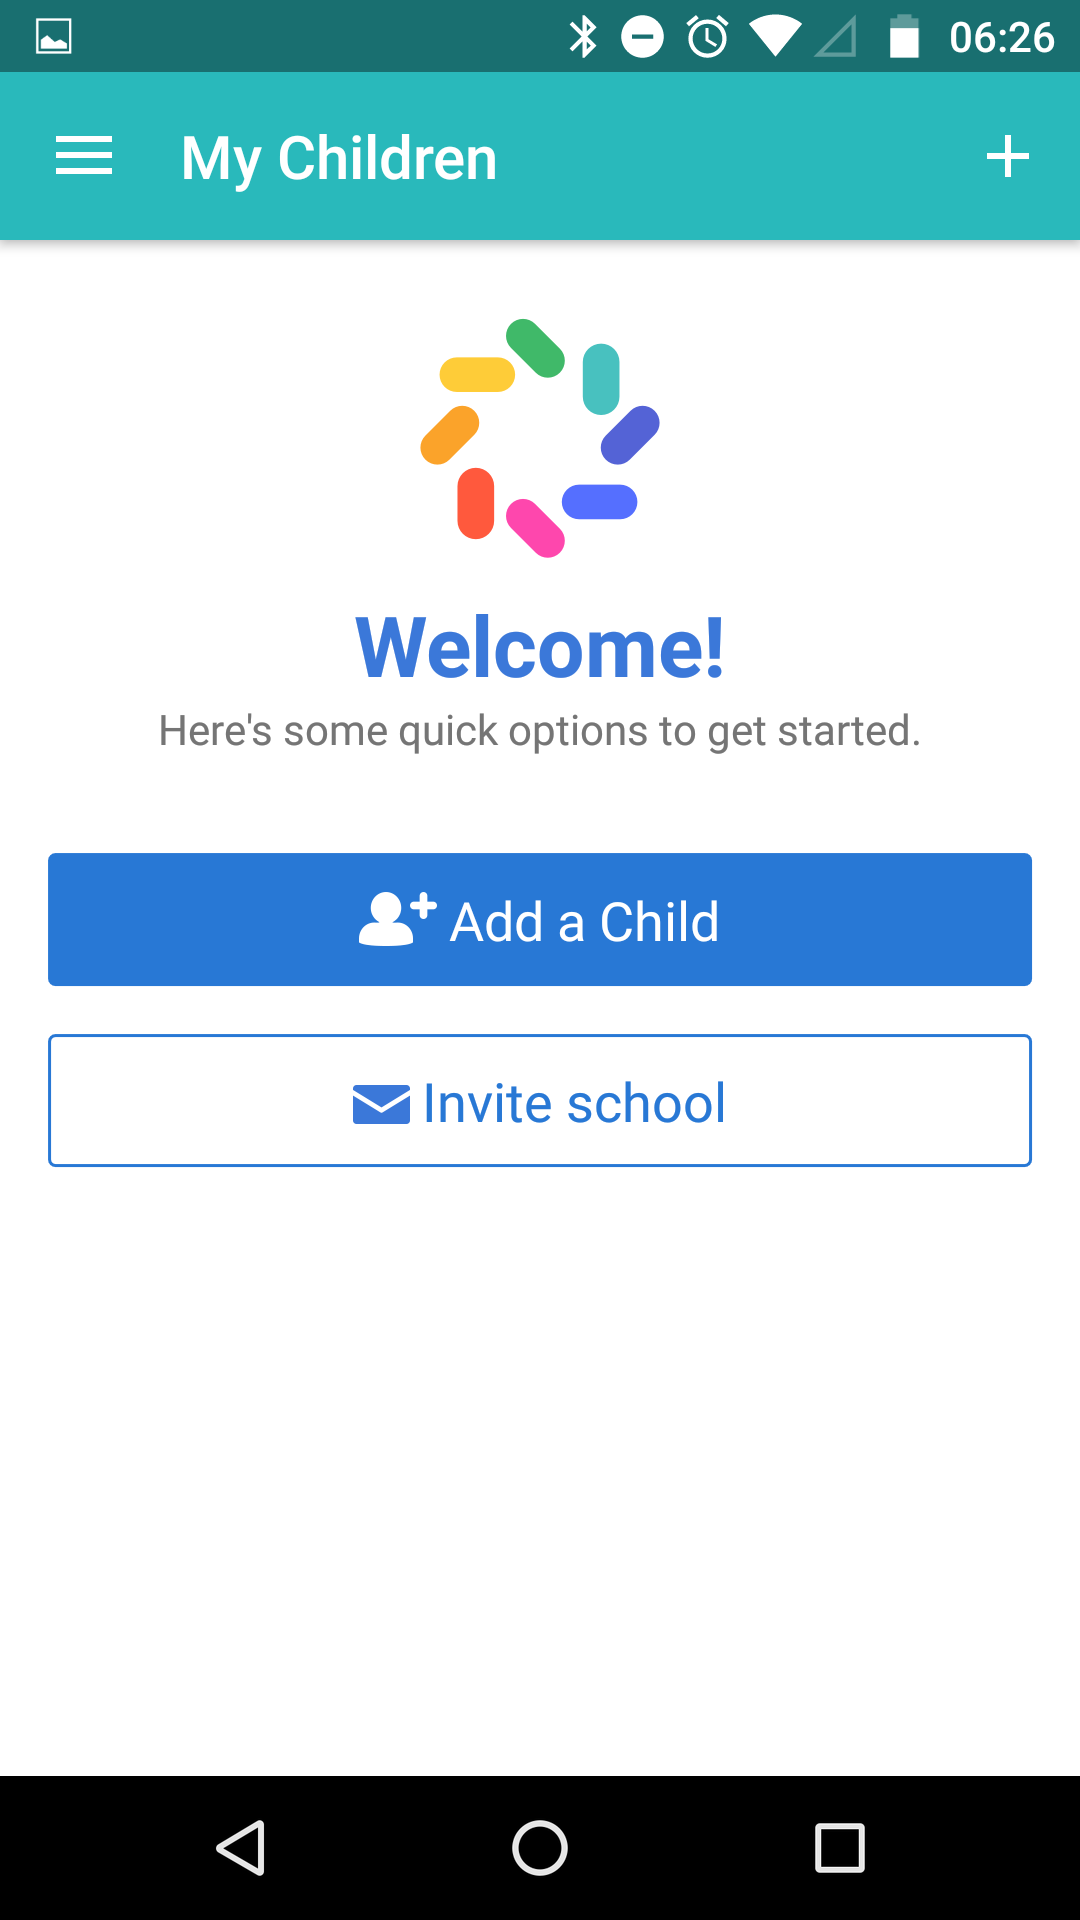 06:26
My Children
Welcome!
Here's some quick options to get started.
Add a Child
Invite school